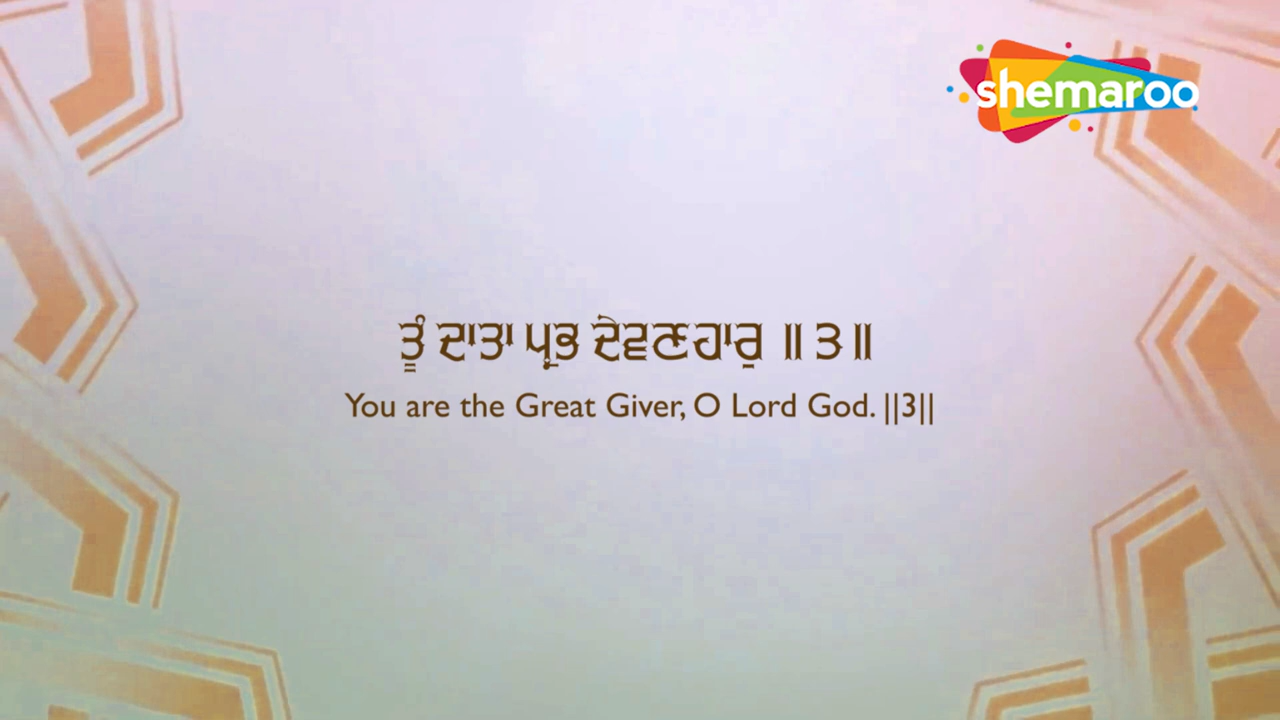 shemaroo
ਤੂੰ ਦਾਤਾ ਪ੍ਰਭ ਦੇਵਣਹਾਰੁ ॥ ੩ ॥
You are the Great Giver, O Lord God. ||3||